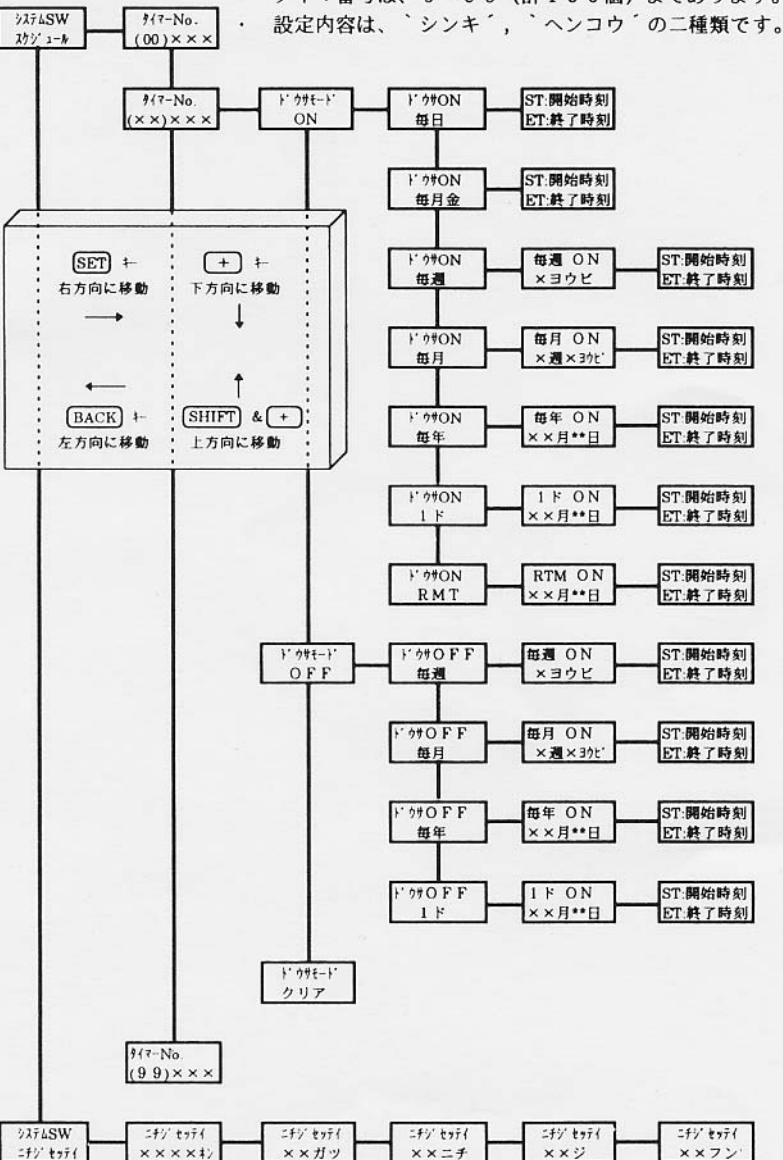 設定内容は、`シンキ´，`ヘンコウ´の二種類です。
システムSW
スケジュール
タイマーNo.
(00)×××
タイマーNo.
(××)×××
ドウサモード
ON
ドウサON
毎日
ST:開始時刻
ET:終了時刻
ドウサON
毎月金
ST:開始時刻
ET:終了時刻
ドウサON
毎週
毎週 ON
×ヨウビ
ST:開始時刻
ET:終了時刻
ドウサON
毎月
毎月 ON
×週×ヨウビ
ST:開始時刻
ET:終了時刻
ドウサON
毎年
毎年 ON
××月**日
ST:開始時刻
ET:終了時刻
ドウサON
1ド
1ド ON
××月**日
ST:開始時刻
ET:終了時刻
ドウサON
RMT
RTM ON
××月**日
ST:開始時刻
ET:終了時刻
SET キー
右方向に移動
+ キー
下方向に移動
BACK キー
左方向に移動
SHIFT & +
上方向に移動
ドウサモード
OFF
ドウサOFF
毎週
毎週 ON
×ヨウビ
ST:開始時刻
ET:終了時刻
ドウサOFF
毎月
毎月 ON
×週×ヨウビ
ST:開始時刻
ET:終了時刻
ドウサOFF
毎年
毎年 ON
××月**日
ST:開始時刻
ET:終了時刻
ドウサOFF
1ド
1ド ON
××月**日
ST:開始時刻
ET:終了時刻
ドウサモード
クリア
タイマーNo.
(99)×××
システムSW
ニチジセッテイ
ニチジセッテイ
××××ネン
ニチジセッテイ
××ガツ
ニチジセッテイ
××ニチ
ニチジセッテイ
××ジ
ニチジセッテイ
××フン